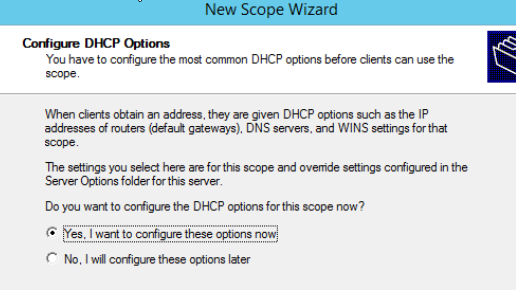 New Scope Wizard
Configure DHCP Options
You have to configure the most common DHCP options before clients can use the
scope.
When clients obtain an address, they are given DHCP options such as the IP
addresses of routers (default gateways), DNS servers, and WINS settings for that
scope.
The settings you select here are for this scope and override settings configured in the
Server Options folder for this server.
Do you want to configure the DHCP options for this scope now?
Yes, I want to configure these options now
No, I will configure these options later